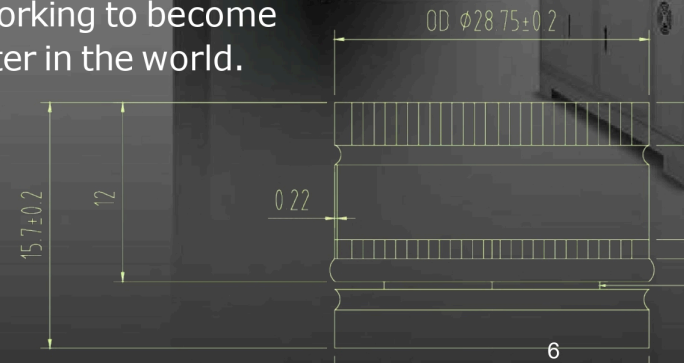 orking to become
ter in the world.
OD Ø28.75±0.2
15.7±0.2
12
0.22
6